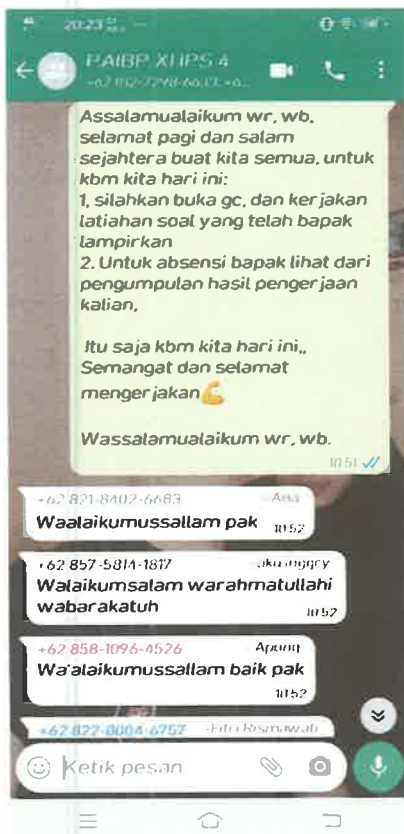 20:23
PAIBP XI IPS 4
Assalamualaikum wr, wb,
selamat pagi dan salam
sejahtera buat kita semua, untuk
kbm kita hari ini:
1, silahkan buka gc, dan kerjakan
latiahan soal yang telah bapak
lampirkan
2. Untuk absensi bapak lihat dari
pengumpulan hasil pengerjaan
kalian,
Itu saja kbm kita hari ini,,
Semangat dan selamat
mengerjakan💪
Wassalamualaikum wr, wb.
10:51
+62 821-8402-6683 Ana
Waalaikumussallam pak 10:52
+62 857-5814-1817
Walaikumsalam warahmatullahi
wabarakatuh 10:52
+62 858-1096-4526 Apung
Wa'alaikumussallam baik pak
10:52
+62 822-0004-6757 Fitri Rismawati
Ketik pesan